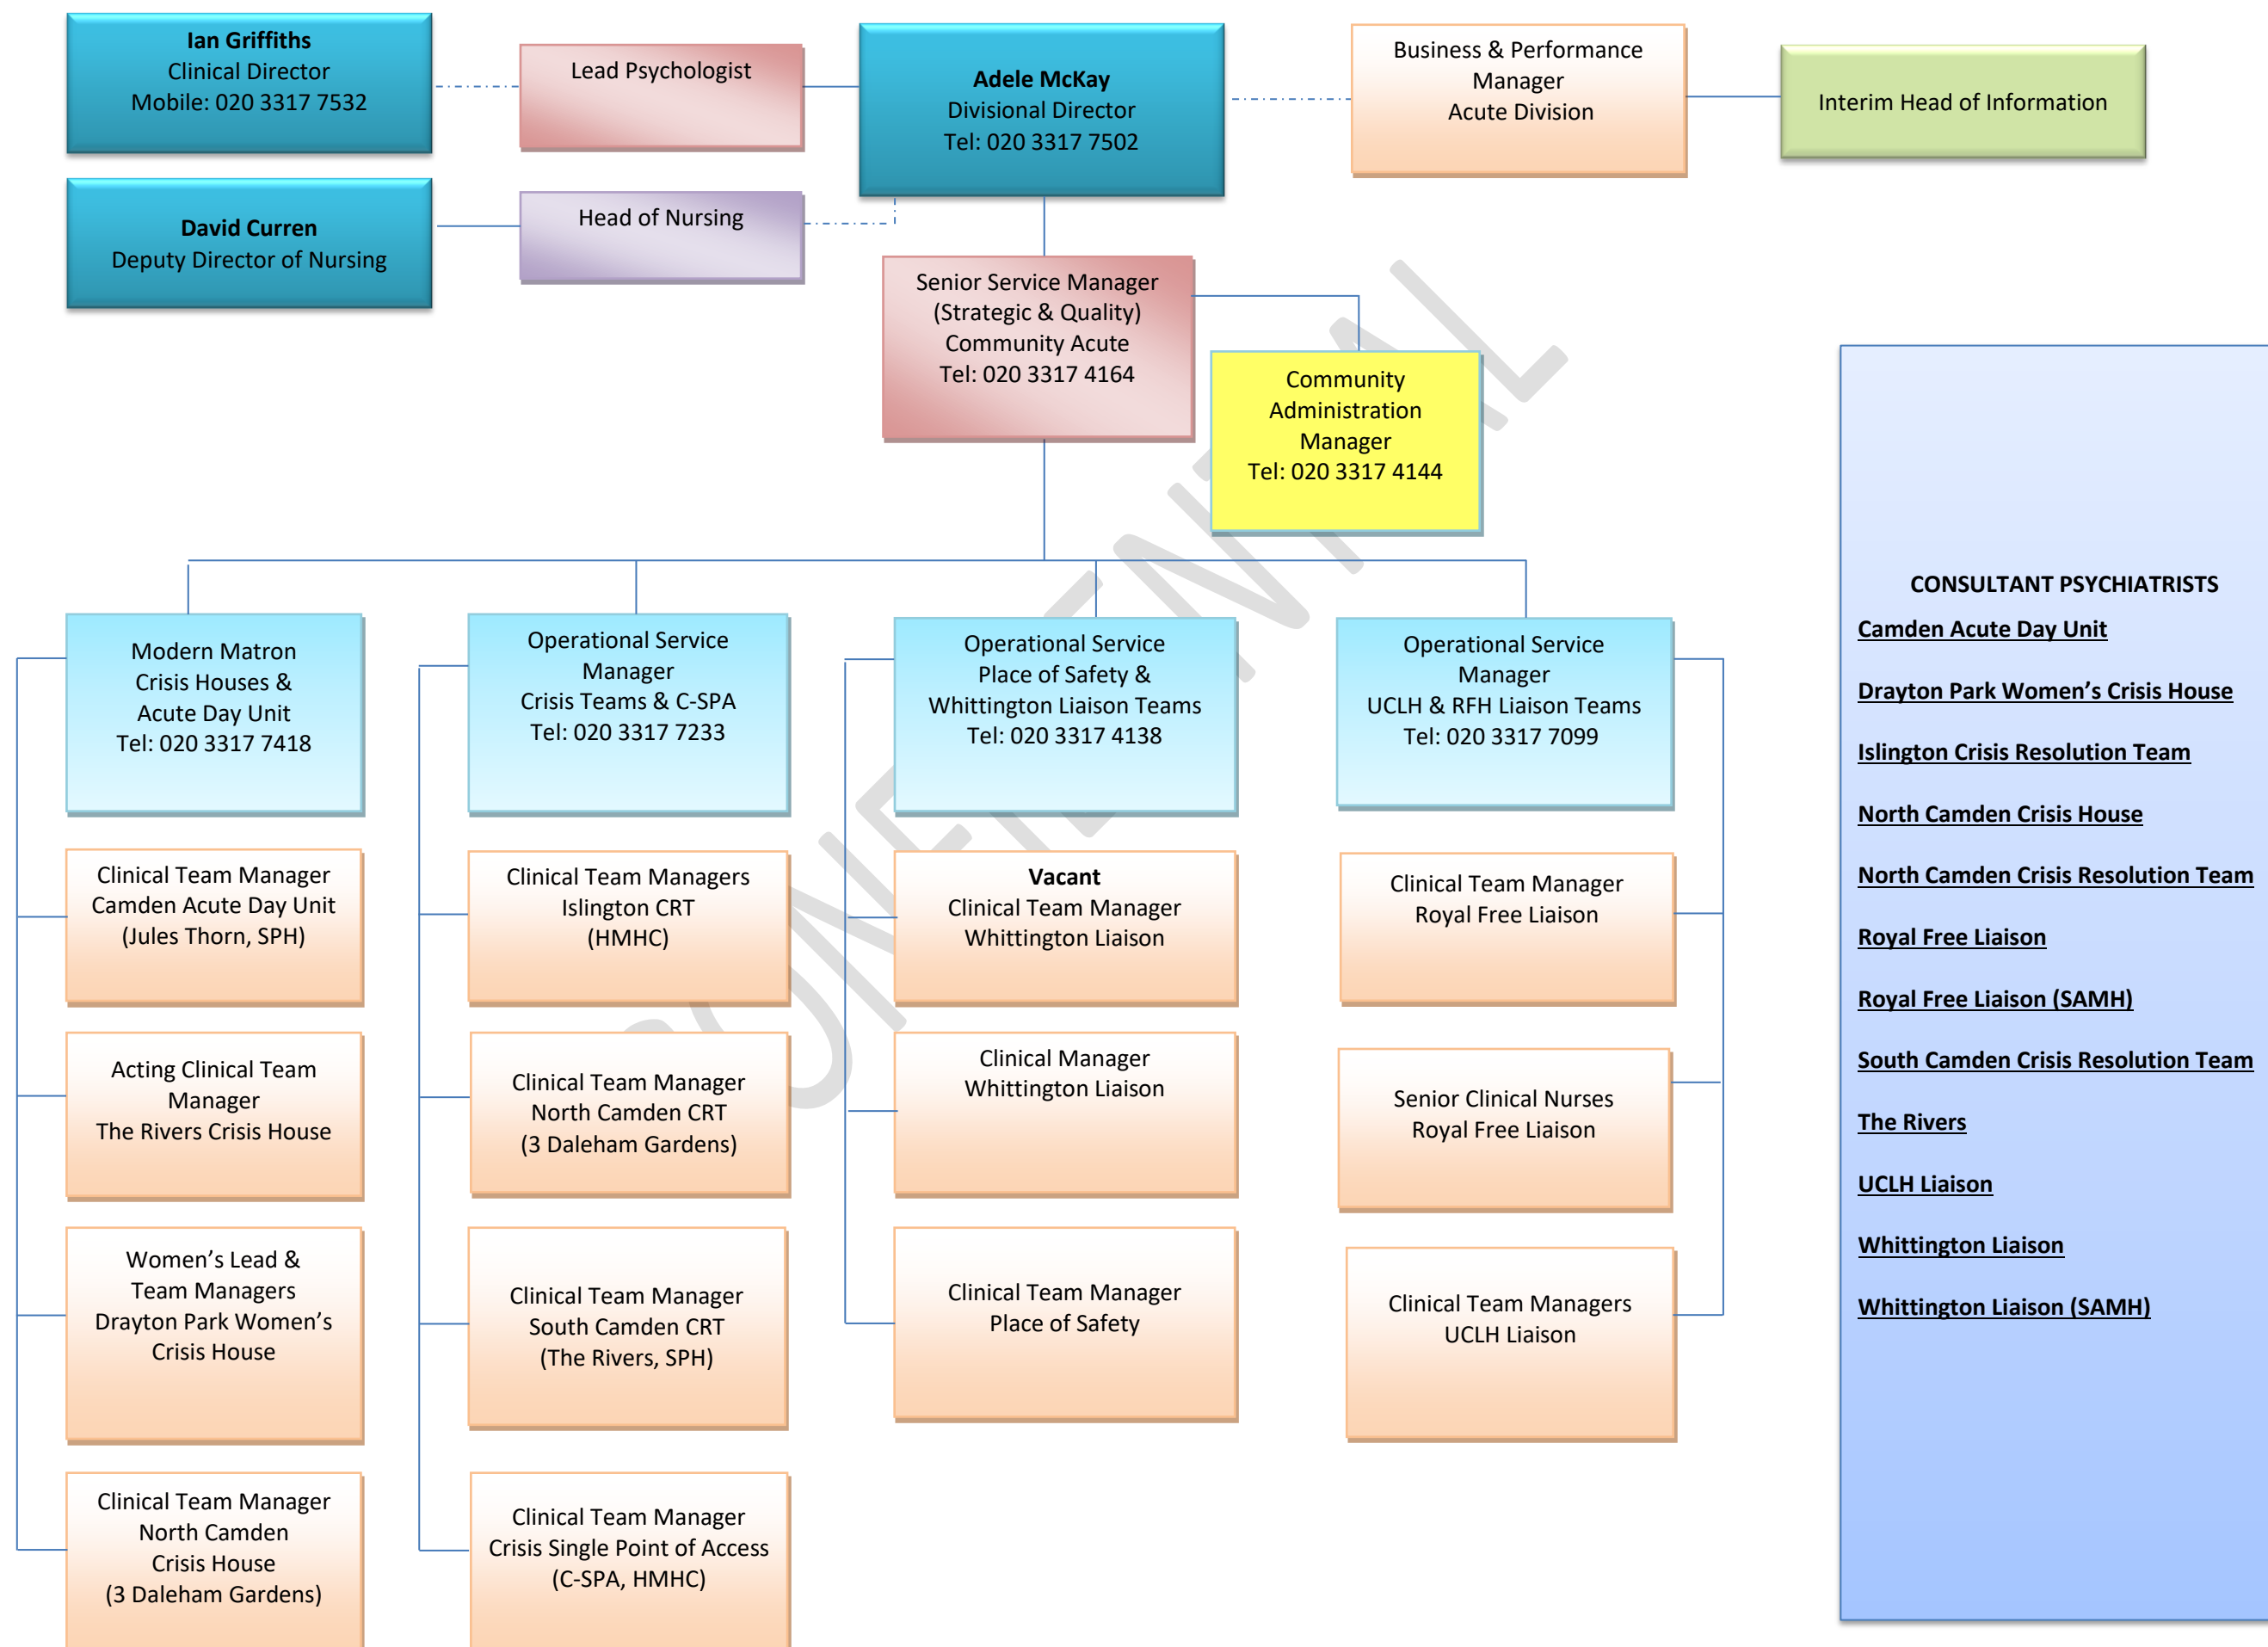 Ian Griffiths
Clinical Director
Mobile: 020 3317 7532
Lead Psychologist
Adele McKay
Divisional Director
Tel: 020 3317 7502
Business & Performance
Manager
Acute Division
Interim Head of Information
David Curren
Deputy Director of Nursing
Head of Nursing
Senior Service Manager
(Strategic & Quality)
Community Acute
Tel: 020 3317 4164
Community
Administration
Manager
Tel: 020 3317 4144
Modern Matron
Crisis Houses &
Acute Day Unit
Tel: 020 3317 7418
Operational Service
Manager
Crisis Teams & C-SPA
Tel: 020 3317 7233
Operational Service
Place of Safety &
Whittington Liaison Teams
Tel: 020 3317 4138
Operational Service
Manager
UCLH & RFH Liaison Teams
Tel: 020 3317 7099
Clinical Team Manager
Camden Acute Day Unit
(Jules Thorn, SPH)
Clinical Team Managers
Islington CRT
(HMHC)
Vacant
Clinical Team Manager
Whittington Liaison
Clinical Team Manager
Royal Free Liaison
Acting Clinical Team
Manager
The Rivers Crisis House
Clinical Team Manager
North Camden CRT
(3 Daleham Gardens)
Clinical Manager
Whittington Liaison
Senior Clinical Nurses
Royal Free Liaison
Women’s Lead &
Team Managers
Drayton Park Women’s
Crisis House
Clinical Team Manager
South Camden CRT
(The Rivers, SPH)
Clinical Team Manager
Place of Safety
Clinical Team Managers
UCLH Liaison
Clinical Team Manager
North Camden
Crisis House
(3 Daleham Gardens)
Clinical Team Manager
Crisis Single Point of Access
(C-SPA, HMHC)
CONSULTANT PSYCHIATRISTS
Camden Acute Day Unit
Drayton Park Women’s Crisis House
Islington Crisis Resolution Team
North Camden Crisis House
North Camden Crisis Resolution Team
Royal Free Liaison
Royal Free Liaison (SAMH)
South Camden Crisis Resolution Team
The Rivers
UCLH Liaison
Whittington Liaison
Whittington Liaison (SAMH)